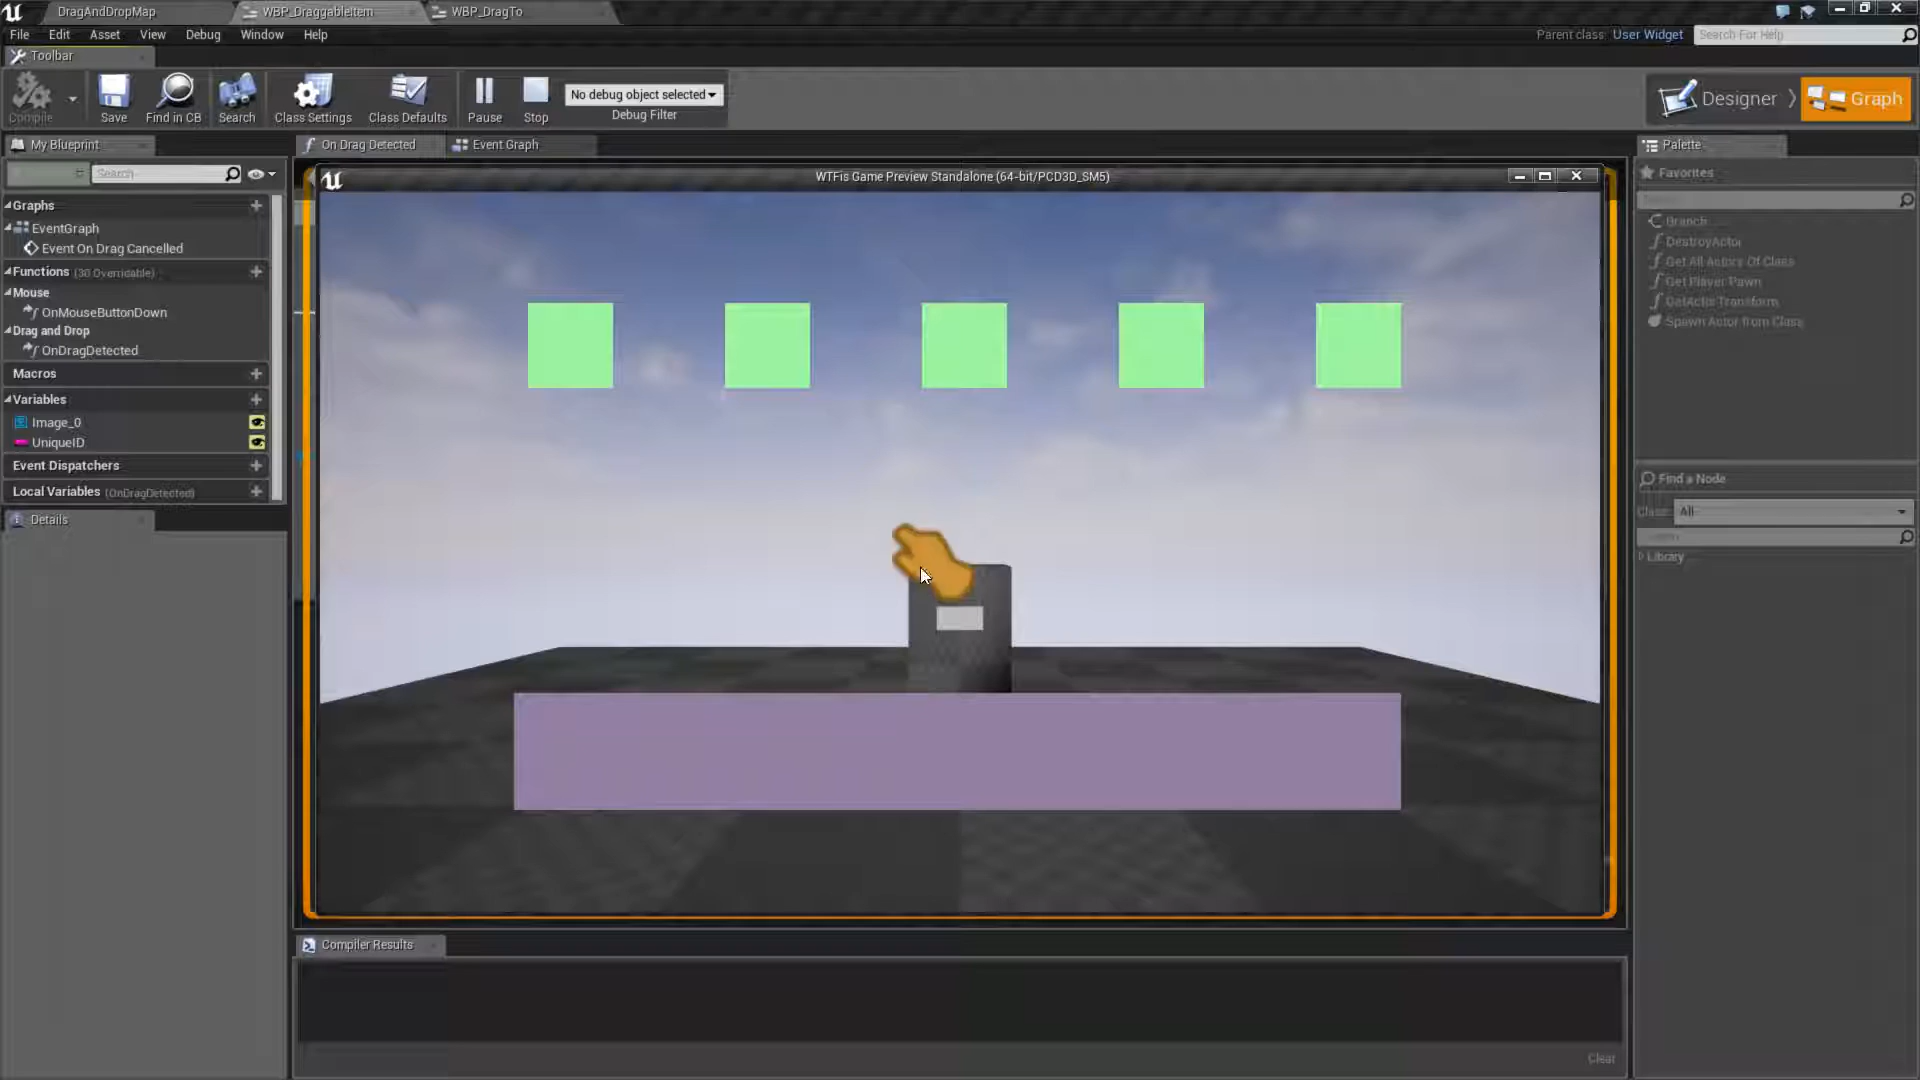 DragAndDropMap
WBP_DraggableItem
WBP_DragTo
File Edit Asset View Debug Window Help
Parent class: User Widget
Search For Help
Toolbar
Compile
Save
Find in CB
Search
Class Settings
Class Defaults
Pause
Stop
No debug object selected
Debug Filter
Designer
Graph
My Blueprint
Search
Graphs
EventGraph
Event On Drag Cancelled
Functions (30 Overridable)
Mouse
OnMouseButtonDown
Drag and Drop
OnDragDetected
Macros
Variables
Image_0
UniqueID
Event Dispatchers
Local Variables (OnDragDetected)
Details
On Drag Detected
Event Graph
WTFis Game Preview Standalone (64-bit/PCD3D_SM5)
Palette
Favorites
Branch
DestroyActor
Get All Actors Of Class
Get Player Pawn
GetActorTransform
Spawn Actor from Class
Find a Node
Class: All
Library
Compiler Results
Clear